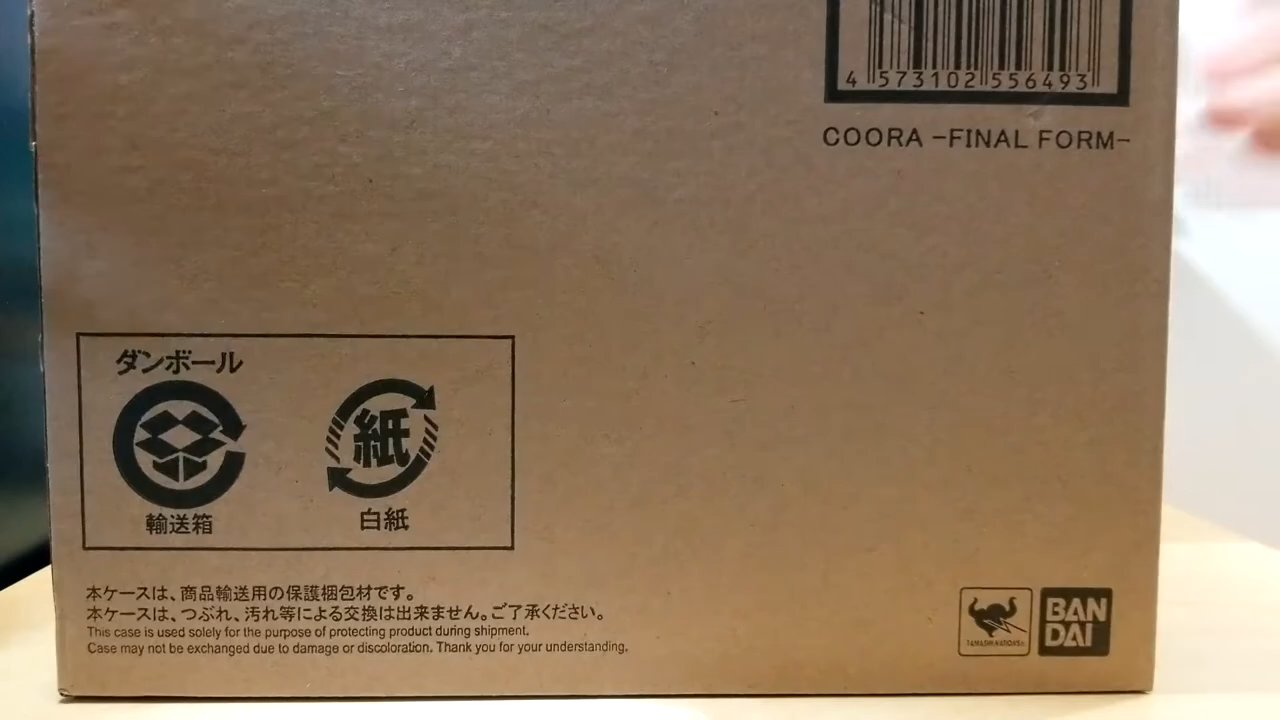 4 573102 556493
COORA -FINAL FORM-
ダンボール
紙
輸送箱
白紙
本ケースは、商品輸送用の保護梱包材です。
本ケースは、つぶれ、汚れ等による交換は出来ません。ご了承ください。
This case is used solely for the purpose of protecting product during shipment.
Case may not be exchanged due to damage or discoloration. Thank you for your understanding.
TAMASHII NATIONS
BAN
DAI